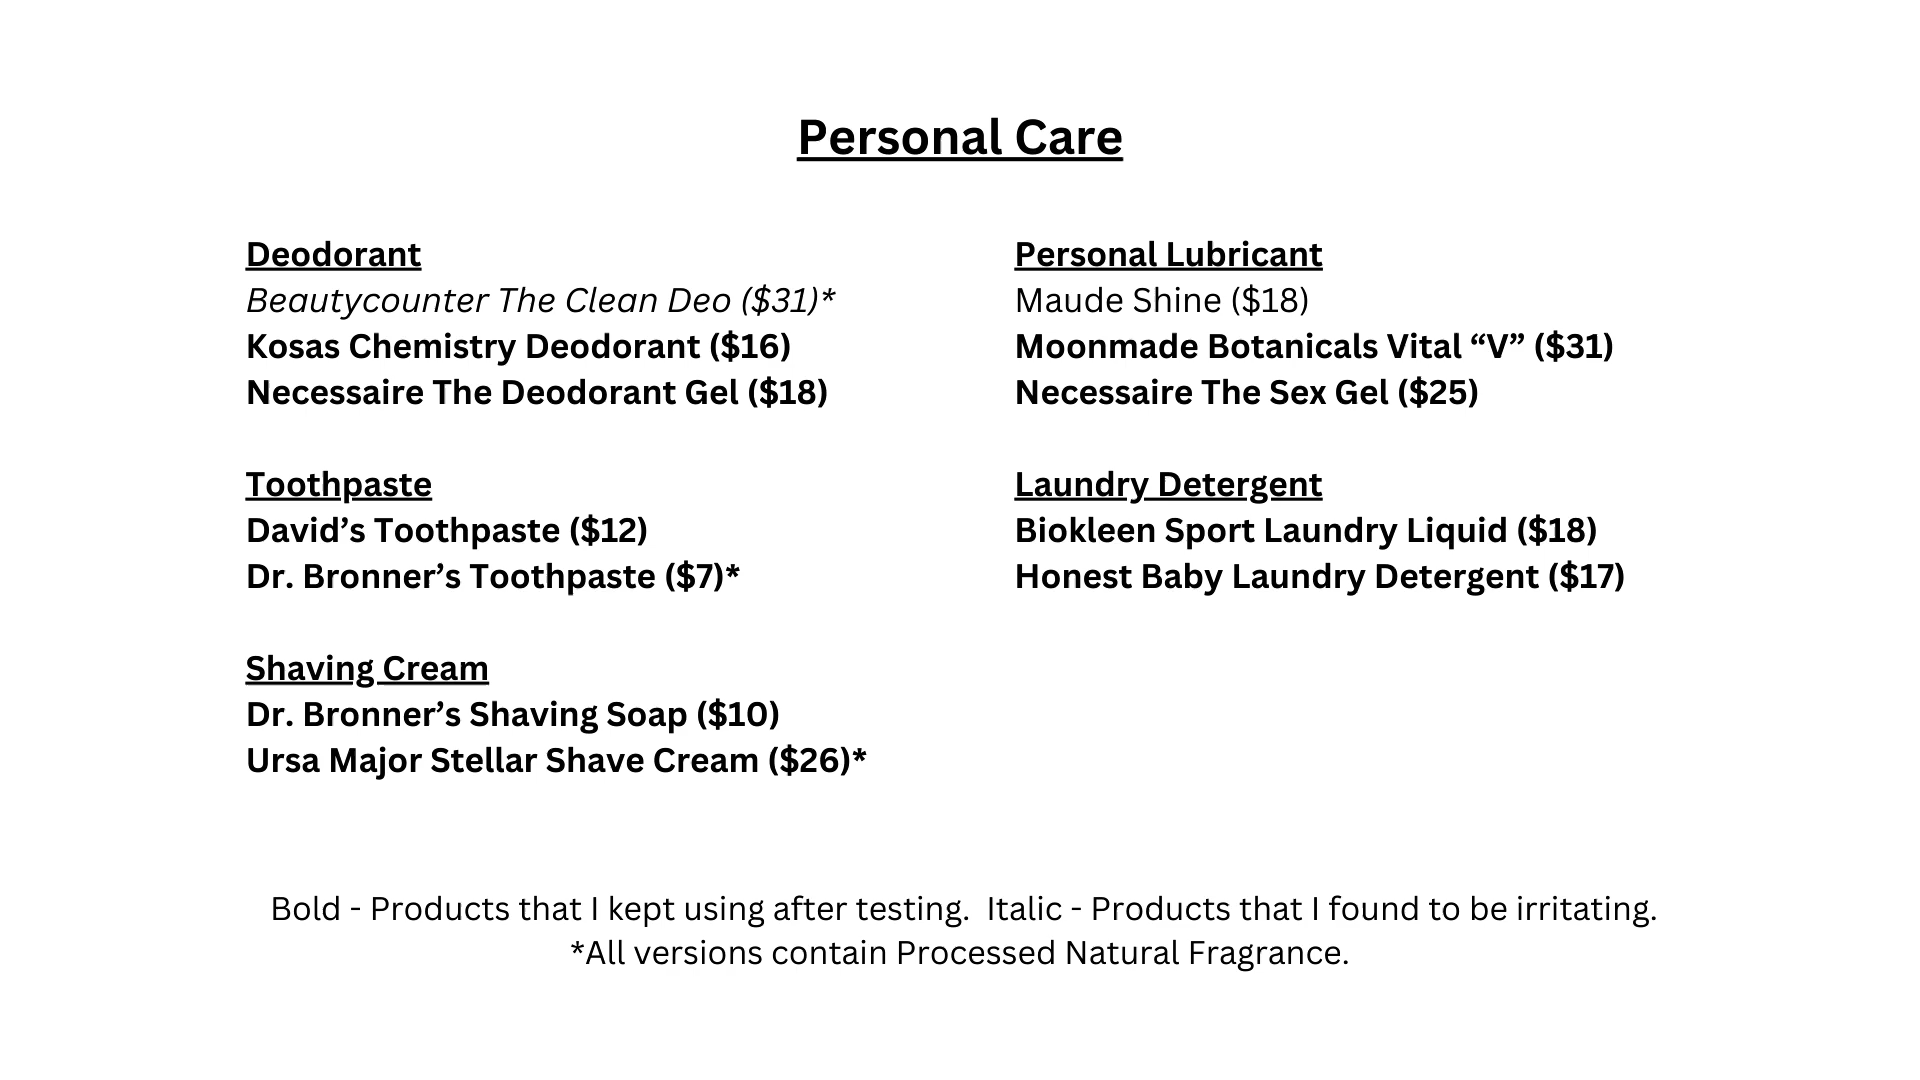 Personal Care
Deodorant
Beautycounter The Clean Deo ($31)*
Kosas Chemistry Deodorant ($16)
Necessaire The Deodorant Gel ($18)
Toothpaste
David’s Toothpaste ($12)
Dr. Bronner’s Toothpaste ($7)*
Shaving Cream
Dr. Bronner’s Shaving Soap ($10)
Ursa Major Stellar Shave Cream ($26)*
Personal Lubricant
Maude Shine ($18)
Moonmade Botanicals Vital “V” ($31)
Necessaire The Sex Gel ($25)
Laundry Detergent
Biokleen Sport Laundry Liquid ($18)
Honest Baby Laundry Detergent ($17)
Bold - Products that I kept using after testing.  Italic - Products that I found to be irritating.
*All versions contain Processed Natural Fragrance.